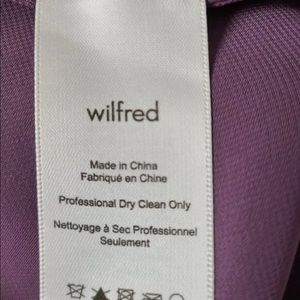 wilfred
Made in China
Fabriqué en Chine
Professional Dry Clean Only
Nettoyage à Sec Professionnel
Seulement